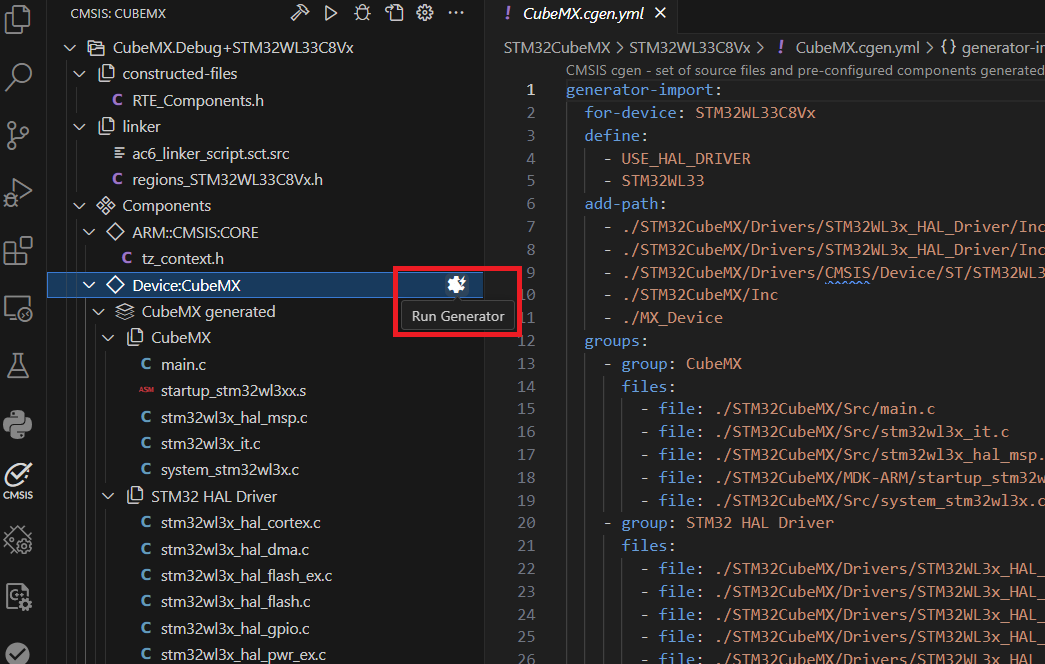 CMSIS: CUBEMX
CubeMX.Debug+STM32WL33C8Vx
constructed-files
C RTE_Components.h
linker
ac6_linker_script.sct.src
C regions_STM32WL33C8Vx.h
Components
ARM::CMSIS:CORE
C tz_context.h
Device:CubeMX
Run Generator
CubeMX generated
CubeMX
C main.c
ASM startup_stm32wl3xx.s
C stm32wl3x_hal_msp.c
C stm32wl3x_it.c
C system_stm32wl3x.c
STM32 HAL Driver
C stm32wl3x_hal_cortex.c
C stm32wl3x_hal_dma.c
C stm32wl3x_hal_flash_ex.c
C stm32wl3x_hal_flash.c
C stm32wl3x_hal_gpio.c
C stm32wl3x_hal_pwr_ex.c
CMSIS
! CubeMX.cgen.yml
STM32CubeMX > STM32WL33C8Vx > ! CubeMX.cgen.yml > {} generator-i
CMSIS cgen - set of source files and pre-configured components generated
1 generator-import:
2 for-device: STM32WL33C8Vx
3 define:
4 - USE_HAL_DRIVER
5 - STM32WL33
6 add-path:
7 - ./STM32CubeMX/Drivers/STM32WL3x_HAL_Driver/Inc
8 - ./STM32CubeMX/Drivers/STM32WL3x_HAL_Driver/Inc/
9 - ./STM32CubeMX/Drivers/CMSIS/Device/ST/STM32WL3
10 - ./STM32CubeMX/Inc
11 - ./MX_Device
12 groups:
13 - group: CubeMX
14 files:
15 - file: ./STM32CubeMX/Src/main.c
16 - file: ./STM32CubeMX/Src/stm32wl3x_it.c
17 - file: ./STM32CubeMX/Src/stm32wl3x_hal_msp.
18 - file: ./STM32CubeMX/MDK-ARM/startup_stm32w
19 - file: ./STM32CubeMX/Src/system_stm32wl3x.c
20 - group: STM32 HAL Driver
21 files:
22 - file: ./STM32CubeMX/Drivers/STM32WL3x_HAL_
23 - file: ./STM32CubeMX/Drivers/STM32WL3x_HAL_
24 - file: ./STM32CubeMX/Drivers/STM32WL3x_HAL_
25 - file: ./STM32CubeMX/Drivers/STM32WL3x_HAL_
26 - file: ./STM32CubeMX/Drivers/STM32WL3x_HAL_